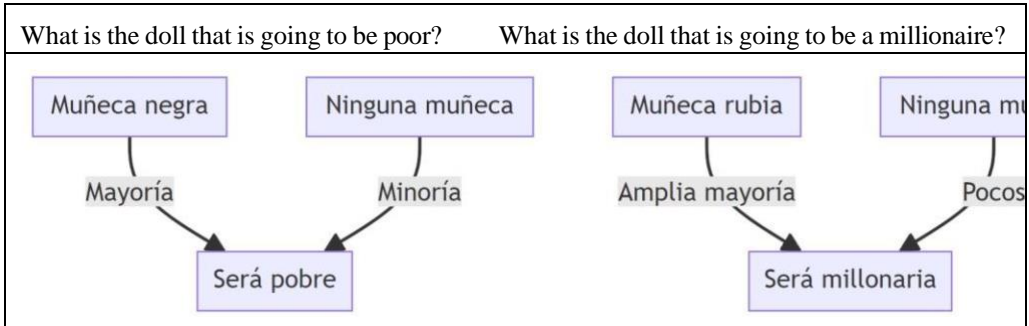 What is the doll that is going to be poor? What is the doll that is going to be a millionaire?
Muñeca negra Ninguna muñeca Muñeca rubia Ninguna
Mayoría Minoría Amplia mayoría Pocos
Será pobre Será millonaria